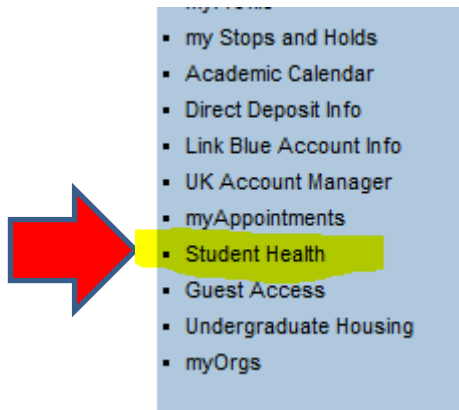 my Stops and Holds
Academic Calendar
Direct Deposit Info
Link Blue Account Info
UK Account Manager
myAppointments
Student Health
Guest Access
Undergraduate Housing
myOrgs